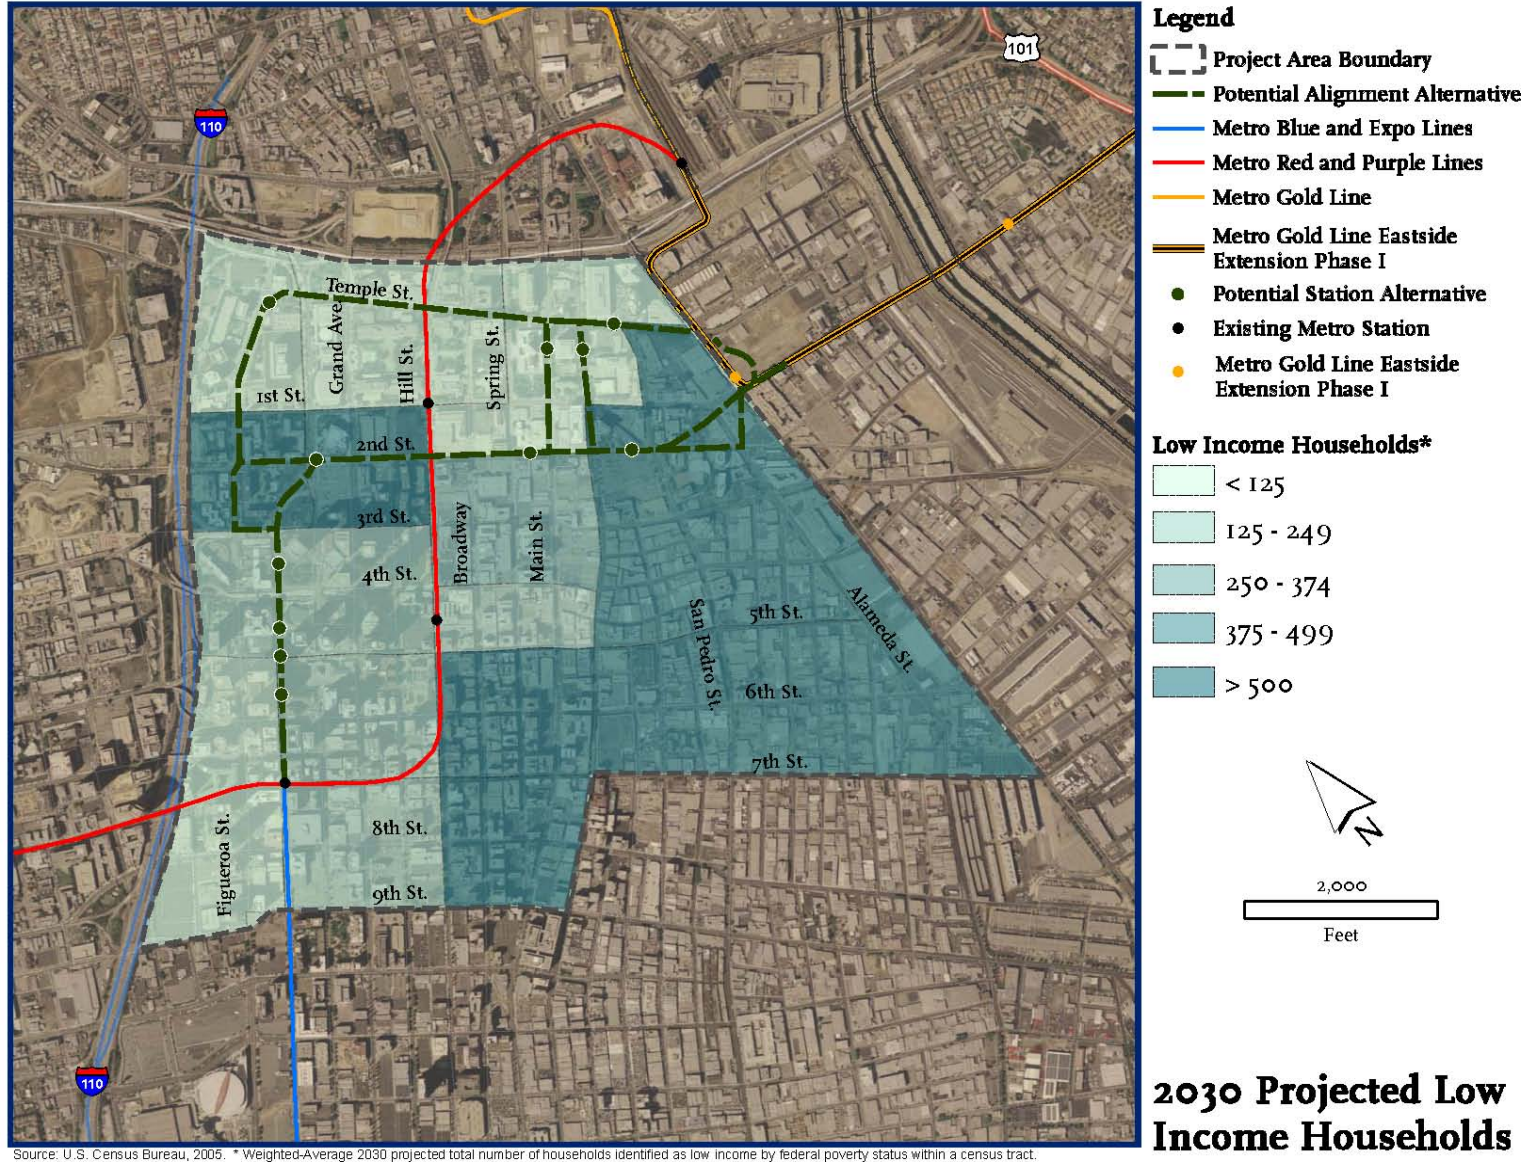 101
110
Temple St.
Grand Ave.
Hill St.
Spring St.
1st St.
2nd St.
3rd St.
Broadway
Main St.
4th St.
San Pedro St.
5th St.
Alameda St.
6th St.
7th St.
Figueroa St.
8th St.
9th St.
110
Legend
Project Area Boundary
Potential Alignment Alternative
Metro Blue and Expo Lines
Metro Red and Purple Lines
Metro Gold Line
Metro Gold Line Eastside
Extension Phase I
Potential Station Alternative
Existing Metro Station
Metro Gold Line Eastside
Extension Phase I
Low Income Households*
< 125
125 - 249
250 - 374
375 - 499
> 500
N
2,000
Feet
2030 Projected Low
Income Households
Source: U.S. Census Bureau, 2005. * Weighted-Average 2030 projected total number of households identified as low income by federal poverty status within a census tract.